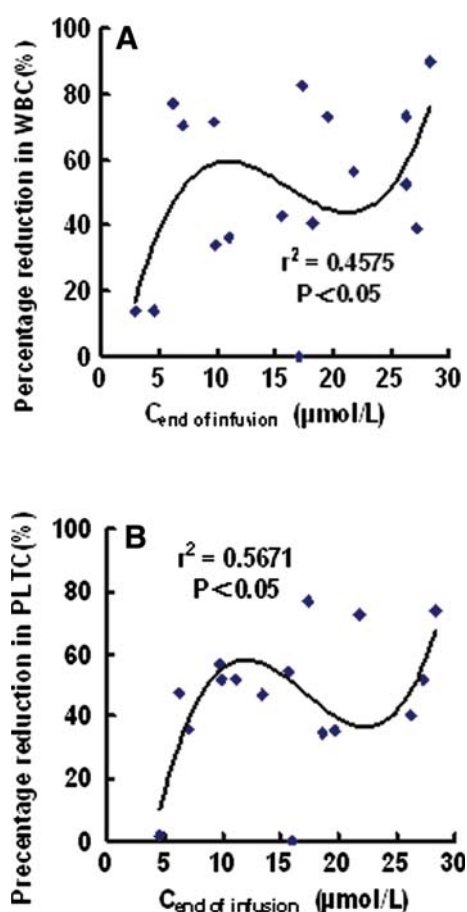 A
Percentage reduction in WBC(%)
100
80
60
40
20
0
r² = 0.4575
P<0.05
0 5 10 15 20 25 30
Cend of infusion (μmol/L)
B
Precentage reduction in PLTC(%)
100
80
60
40
20
0
r² = 0.5671
P<0.05
0 5 10 15 20 25 30
Cend of infusion (μmol/L)